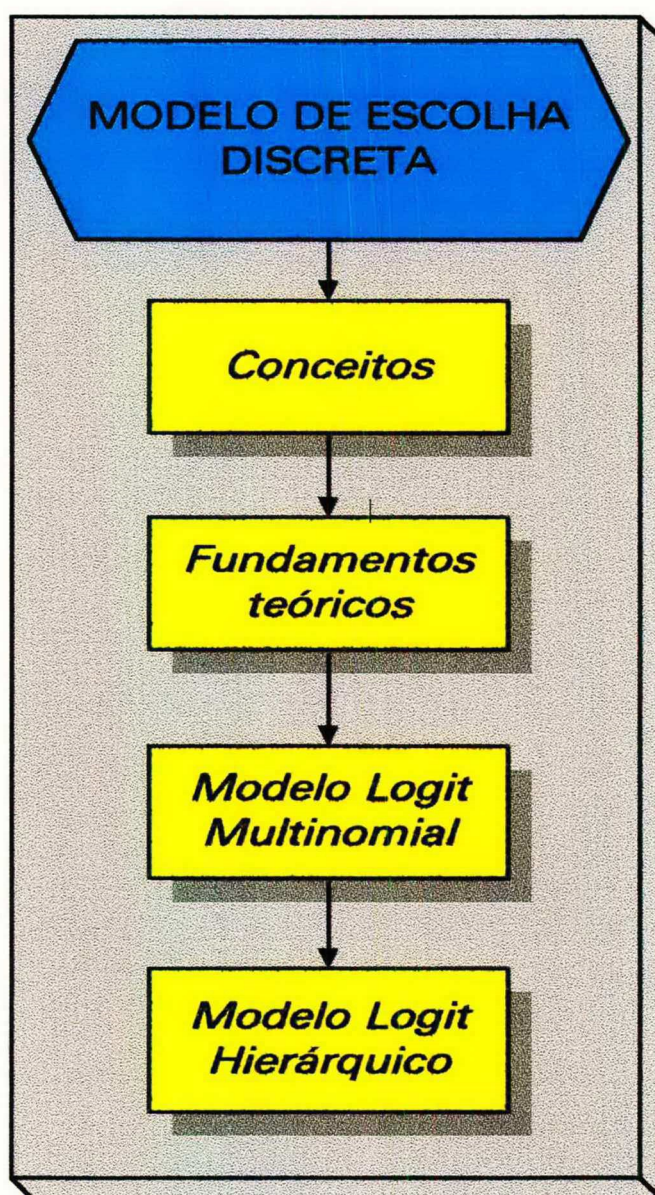 MODELO DE ESCOLHA
DISCRETA
Conceitos
Fundamentos
teóricos
Modelo Logit
Multinomial
Modelo Logit
Hierárquico